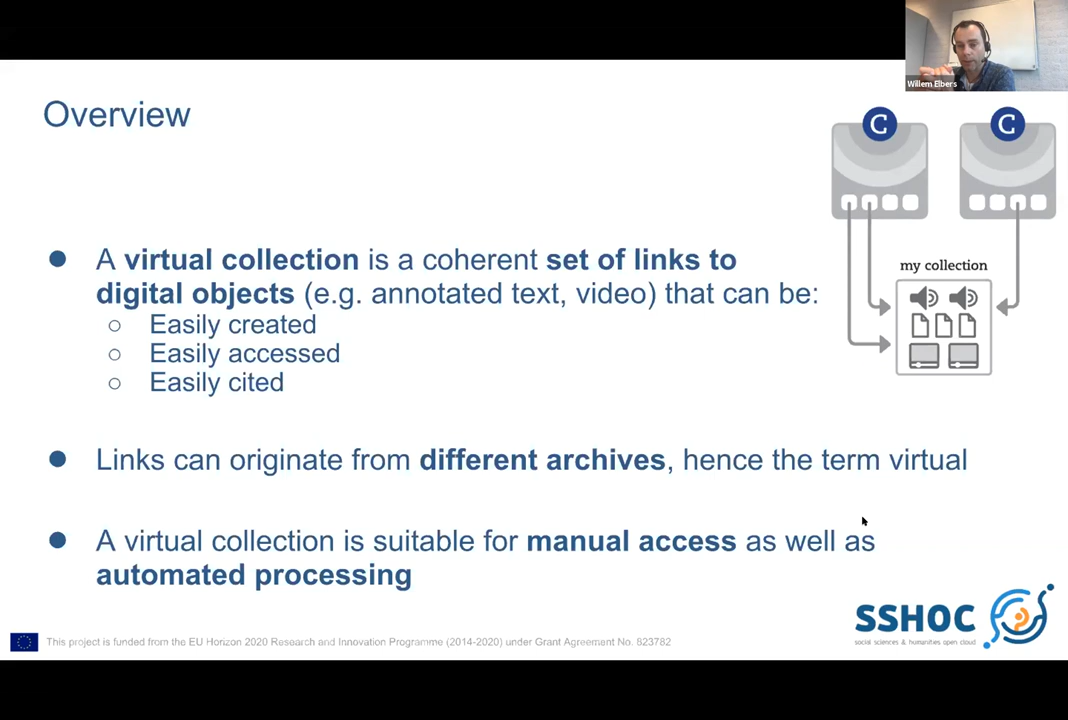 Willem Elbers
Overview
C
C
my collection
● A virtual collection is a coherent set of links to
digital objects (e.g. annotated text, video) that can be:
○ Easily created
○ Easily accessed
○ Easily cited
● Links can originate from different archives, hence the term virtual
● A virtual collection is suitable for manual access as well as
automated processing
SSHOC
social sciences & humanities open cloud
This project is funded from the EU Horizon 2020 Research and Innovation Programme (2014-2020) under Grant Agreement No. 823782